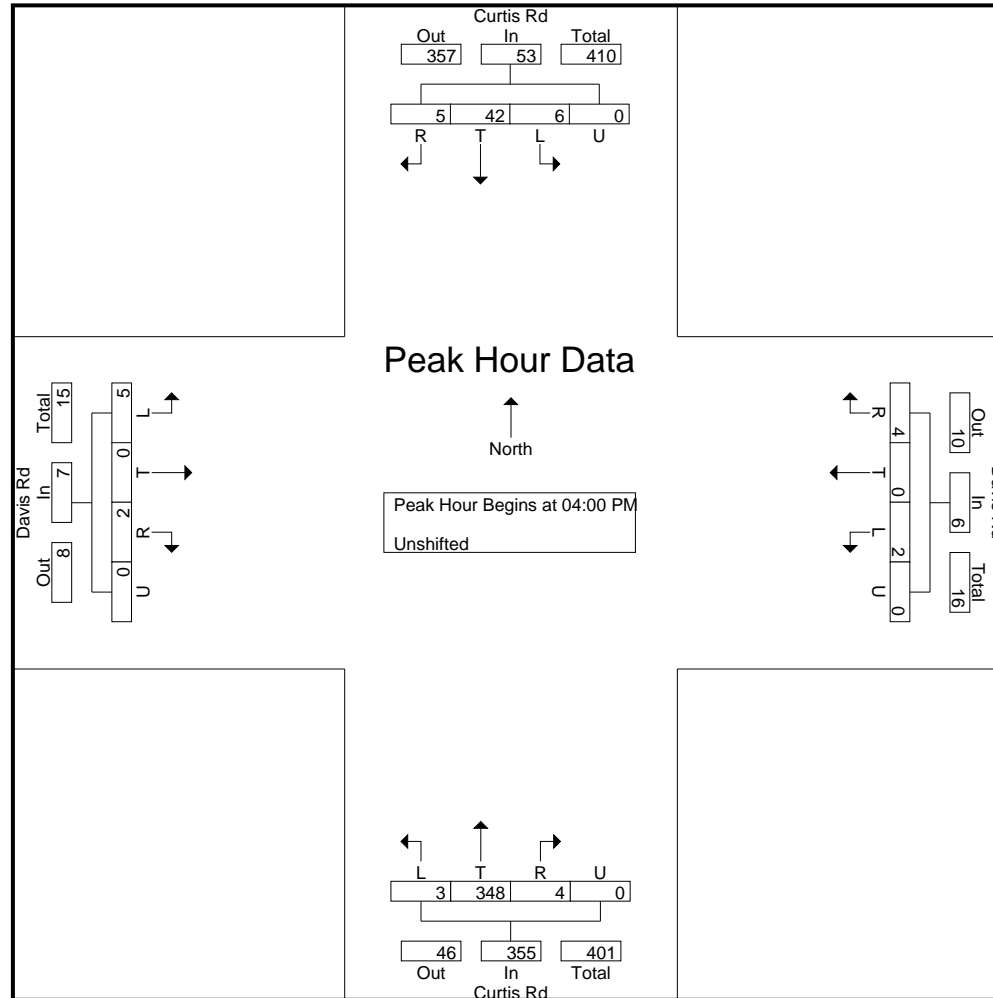 Curtis Rd
Out In Total
357 53 410
5 42 6 0
R T L U
Peak Hour Data
North
Peak Hour Begins at 04:00 PM
Unshifted
Davis Rd
Out In Total
8 7 15
5 0 2 0
L T R U
Out In Total
10 6 16
4 0 2 0
R T L U
L T R U
3 348 4 0
46 355 401
Out In Total
Curtis Rd